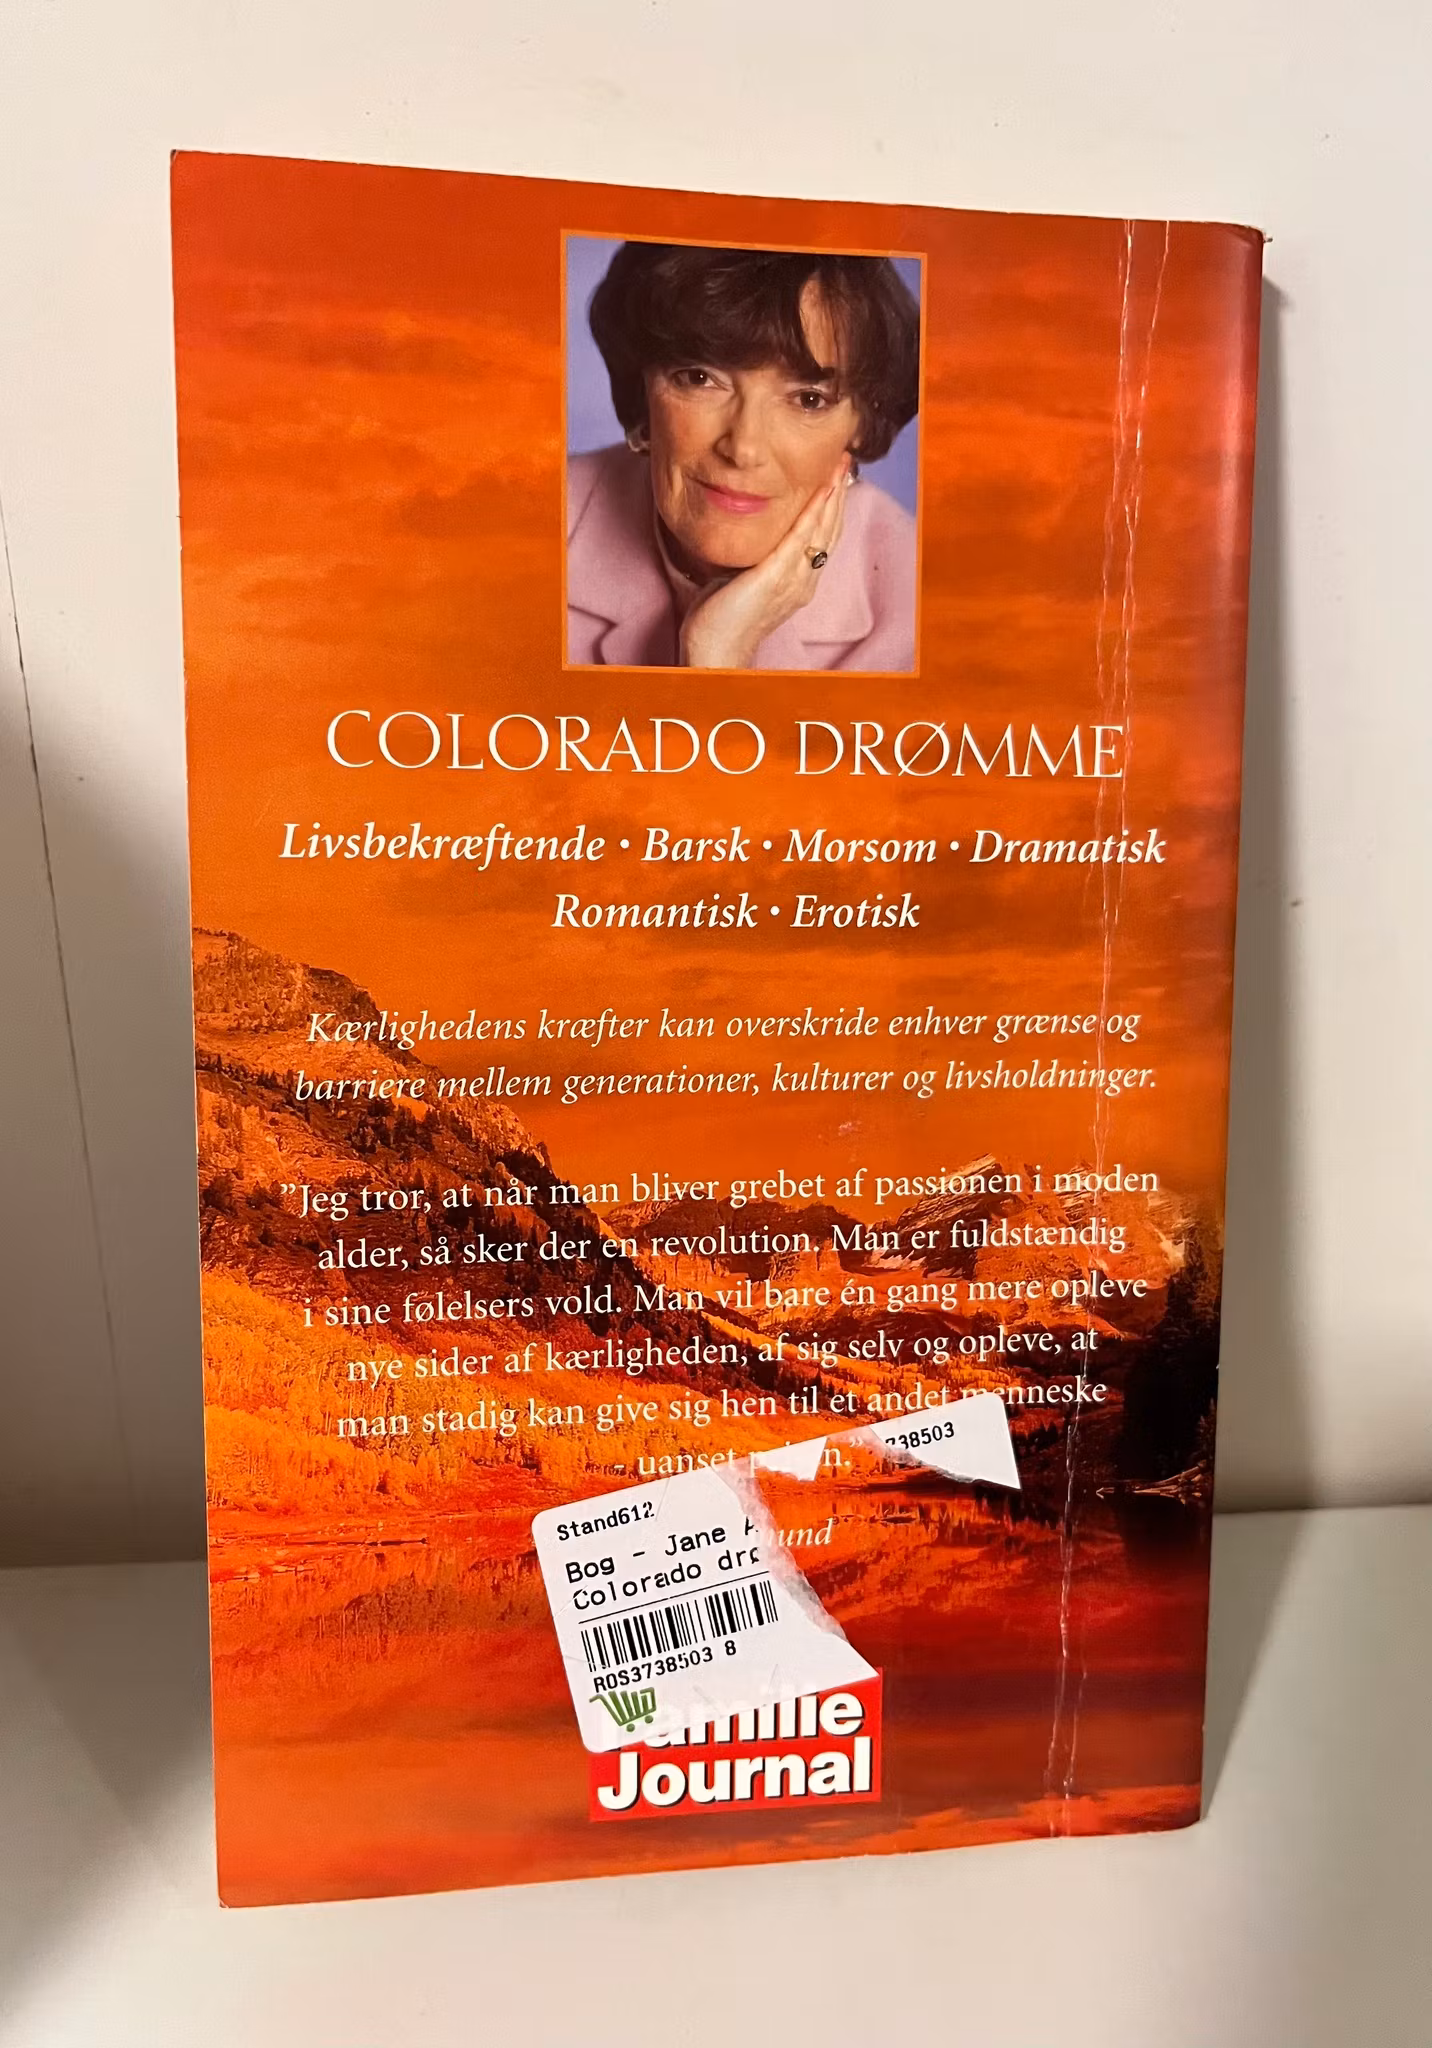 COLORADO DRØMME
Livsbekræftende • Barsk • Morsom • Dramatisk
Romantisk • Erotisk
Kærlighedens kræfter kan overskride enhver grænse og
barriere mellem generationer, kulturer og livsholdninger.
”Jeg tror, at når man bliver grebet af passionen i moden
alder, så sker der en revolution. Man er fuldstændig
i sine følelsers vold. Man vil bare én gang mere opleve
nye sider af kærligheden, af sig selv og opleve, at
man stadig kan give sig hen til et andet menneske
- uanset
738503
Stand612
Bog - Jane A
Colorado drø
ROS3738503 8
Familie
Journal